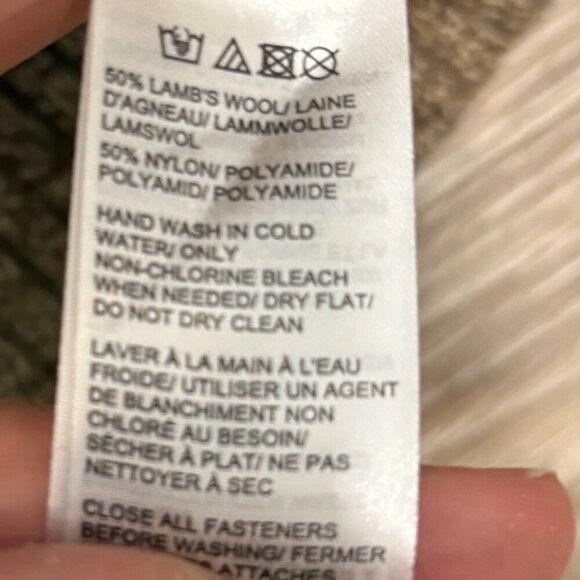 50% LAMB'S WOOL/ LAINE
D'AGNEAU/ LAMMWOLLE/
LAMSWOL
50% NYLON/ POLYAMIDE/
POLYAMID/ POLYAMIDE
HAND WASH IN COLD
WATER/ ONLY
NON-CHLORINE BLEACH
WHEN NEEDED/ DRY FLAT/
DO NOT DRY CLEAN
LAVER À LA MAIN À L'EAU
FROIDE/ UTILISER UN AGENT
DE BLANCHIMENT NON
CHLORÉ AU BESOIN/
SÉCHER À PLAT/ NE PAS
NETTOYER À SEC
CLOSE ALL FASTENERS
BEFORE WASHING/ FERMER
ATTACHES